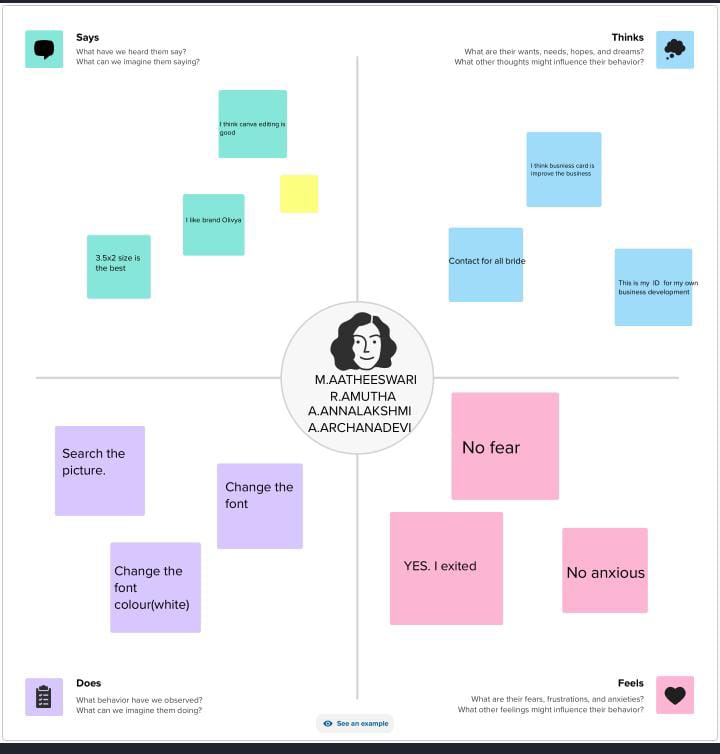 Says
What have we heard them say?
What can we imagine them saying?
Thinks
What are their wants, needs, hopes, and dreams?
What other thoughts might influence their behavior?
I think canva editing is
good
I like brand Olivya
3.5x2 size is
the best
I think busniess card is
improve the business
Contact for all bride
This is my ID for my own
business development
M.AATHEESWARI
R.AMUTHA
A.ANNALAKSHMI
A.ARCHANADEVI
Search the
picture.
Change the
font
Change the
font
colour(white)
No fear
YES. I exited
No anxious
Does
What behavior have we observed?
What can we imagine them doing?
Feels
What are their fears, frustrations, and anxieties?
What other feelings might influence their behavior?
See an example